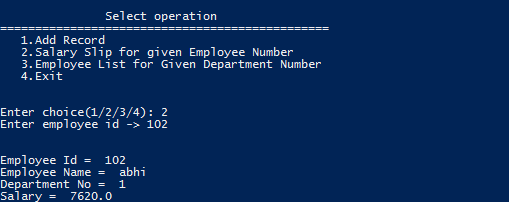 Select operation
==============================================
1.Add Record
2.Salary Slip for given Employee Number
3.Employee List for Given Department Number
4.Exit
Enter choice(1/2/3/4): 2
Enter employee id -> 102
Employee Id =  102
Employee Name =  abhi
Department No =  1
Salary =  7620.0